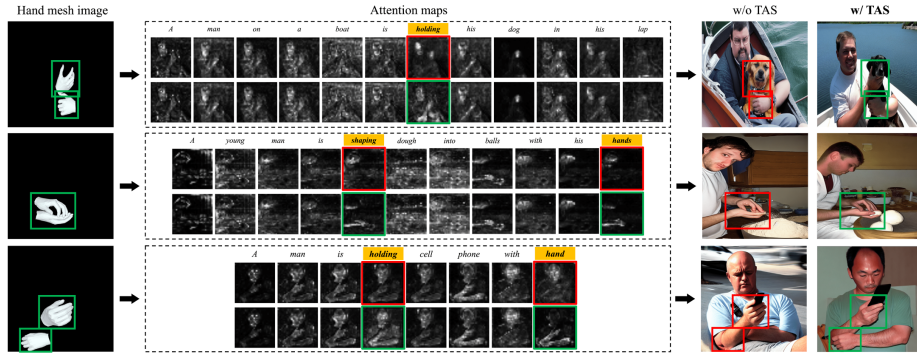 Hand mesh image Attention maps w/o TAS w/ TAS
A man on a boat is holding his dog in his lap
A young man is shaping dough into balls with his hands
A man is holding cell phone with hand